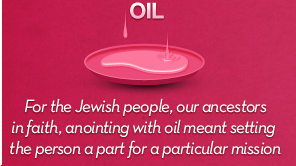 OIL
For the Jewish people, our ancestors
in faith, anointing with oil meant setting
the person a part for a particular mission